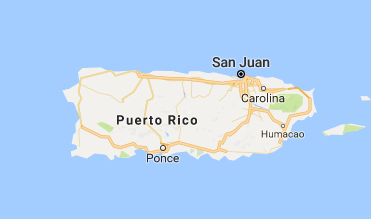 San Juan
Carolina
Puerto Rico
Humacao
Ponce